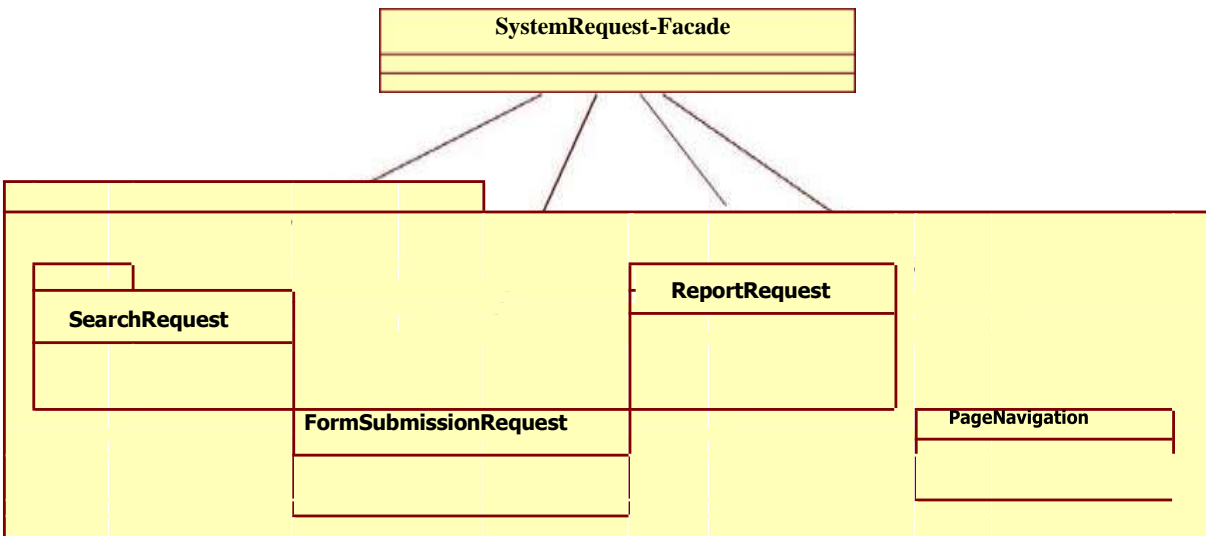 SystemRequest-Facade
ReportRequest
SearchRequest
FormSubmissionRequest
PageNavigation